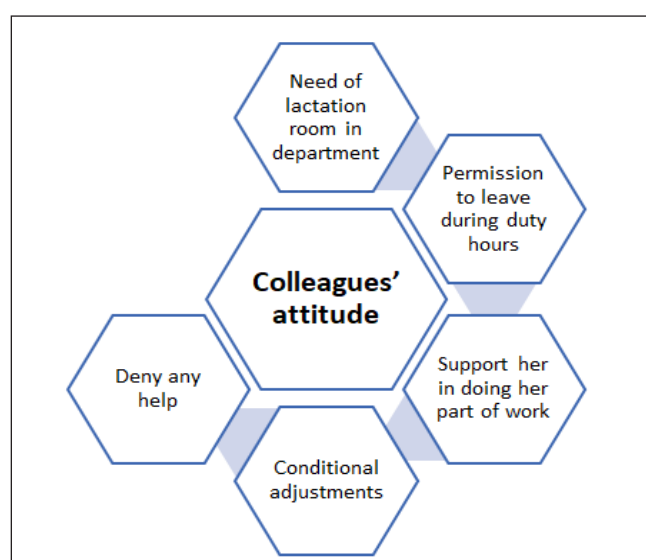 Need of
lactation
room in
department
Permission
to leave
during duty
hours
Colleagues’
attitude
Support her
in doing her
part of work
Conditional
adjustments
Deny any
help